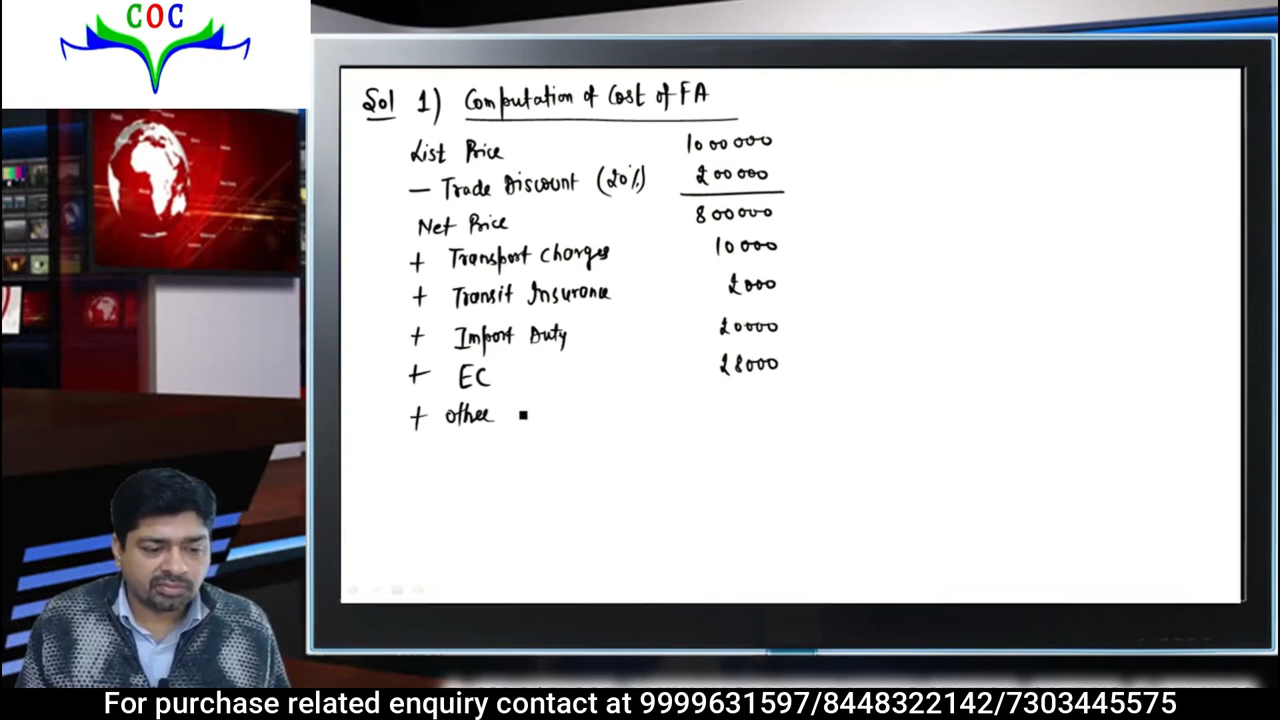 COC
Sol 1) Computation of Cost of FA
List Price 1000000
- Trade Discount (20%) 200000
Net Price 800000
+ Transport Charges 10000
+ Transit Insurance 2000
+ Import Duty 20000
+ EC 28000
+ other
For purchase related enquiry contact at 9999631597/8448322142/7303445575